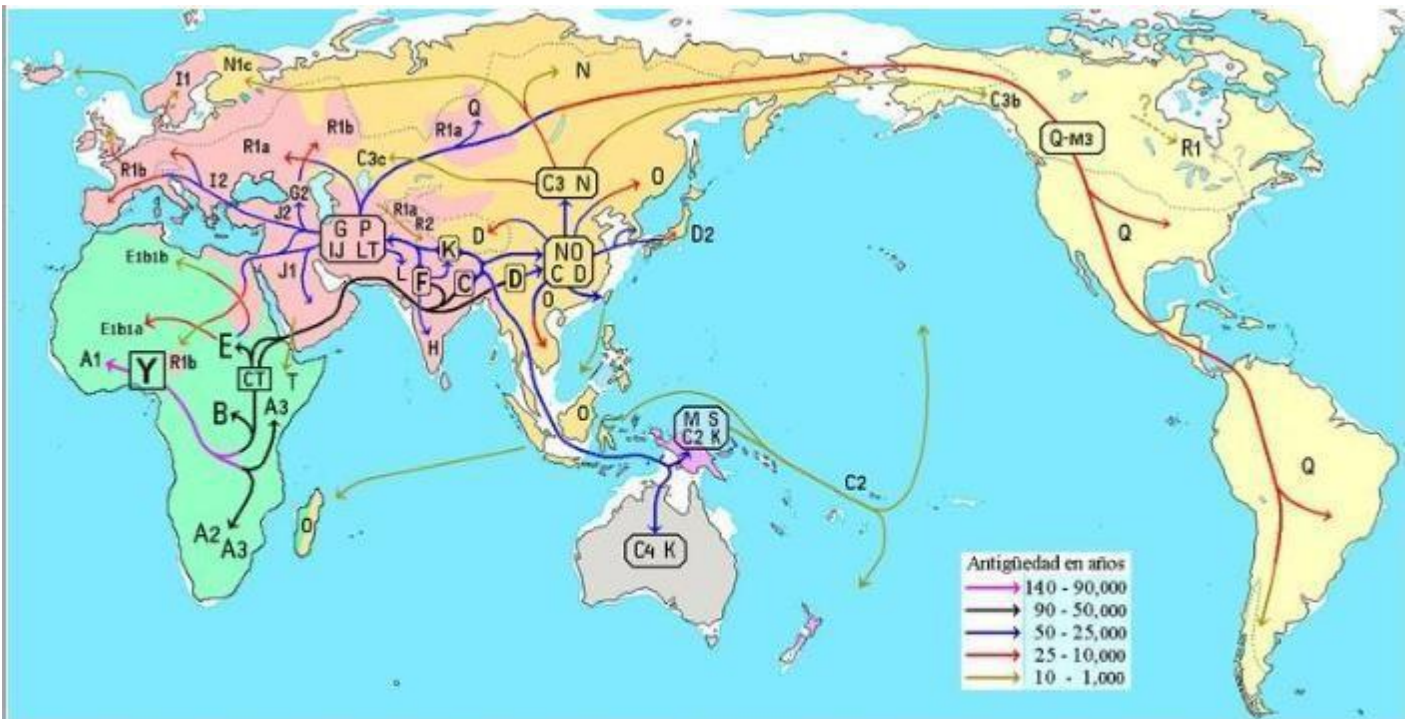 I1
N1c
N
Q
C3b
R1b
R1a
R1a
Q-M3
R1
R1b
C3c
C3 N
O
I2
G2
J2
R1a
R2
D
D2
Q
G P
IJ LT
K
NO
C D
E1b1b
J1
L
F
C
D
O
E1b1a
H
A1
Y
R1b
E
CT
T
B
A3
O
M S
C2 K
Q
C2
O
A2
A3
C4 K
Antigüedad en años
140 - 90,000
90 - 50,000
50 - 25,000
25 - 10,000
10 - 1,000
?
?